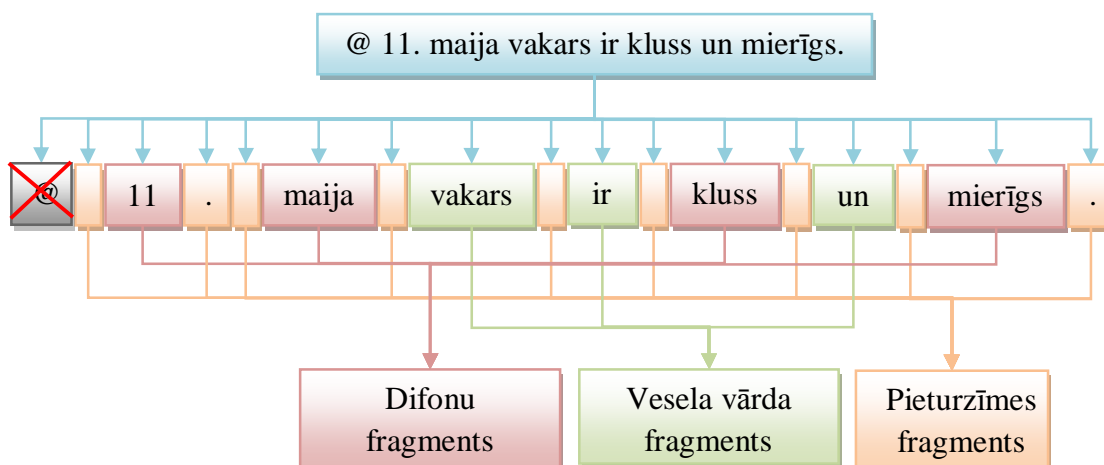 @ 11. maija vakars ir kluss un mierīgs.
@ 11 . maija vakars ir kluss un mierīgs .
Difonu
fragments
Vesela vārda
fragments
Pieturzīmes
fragments